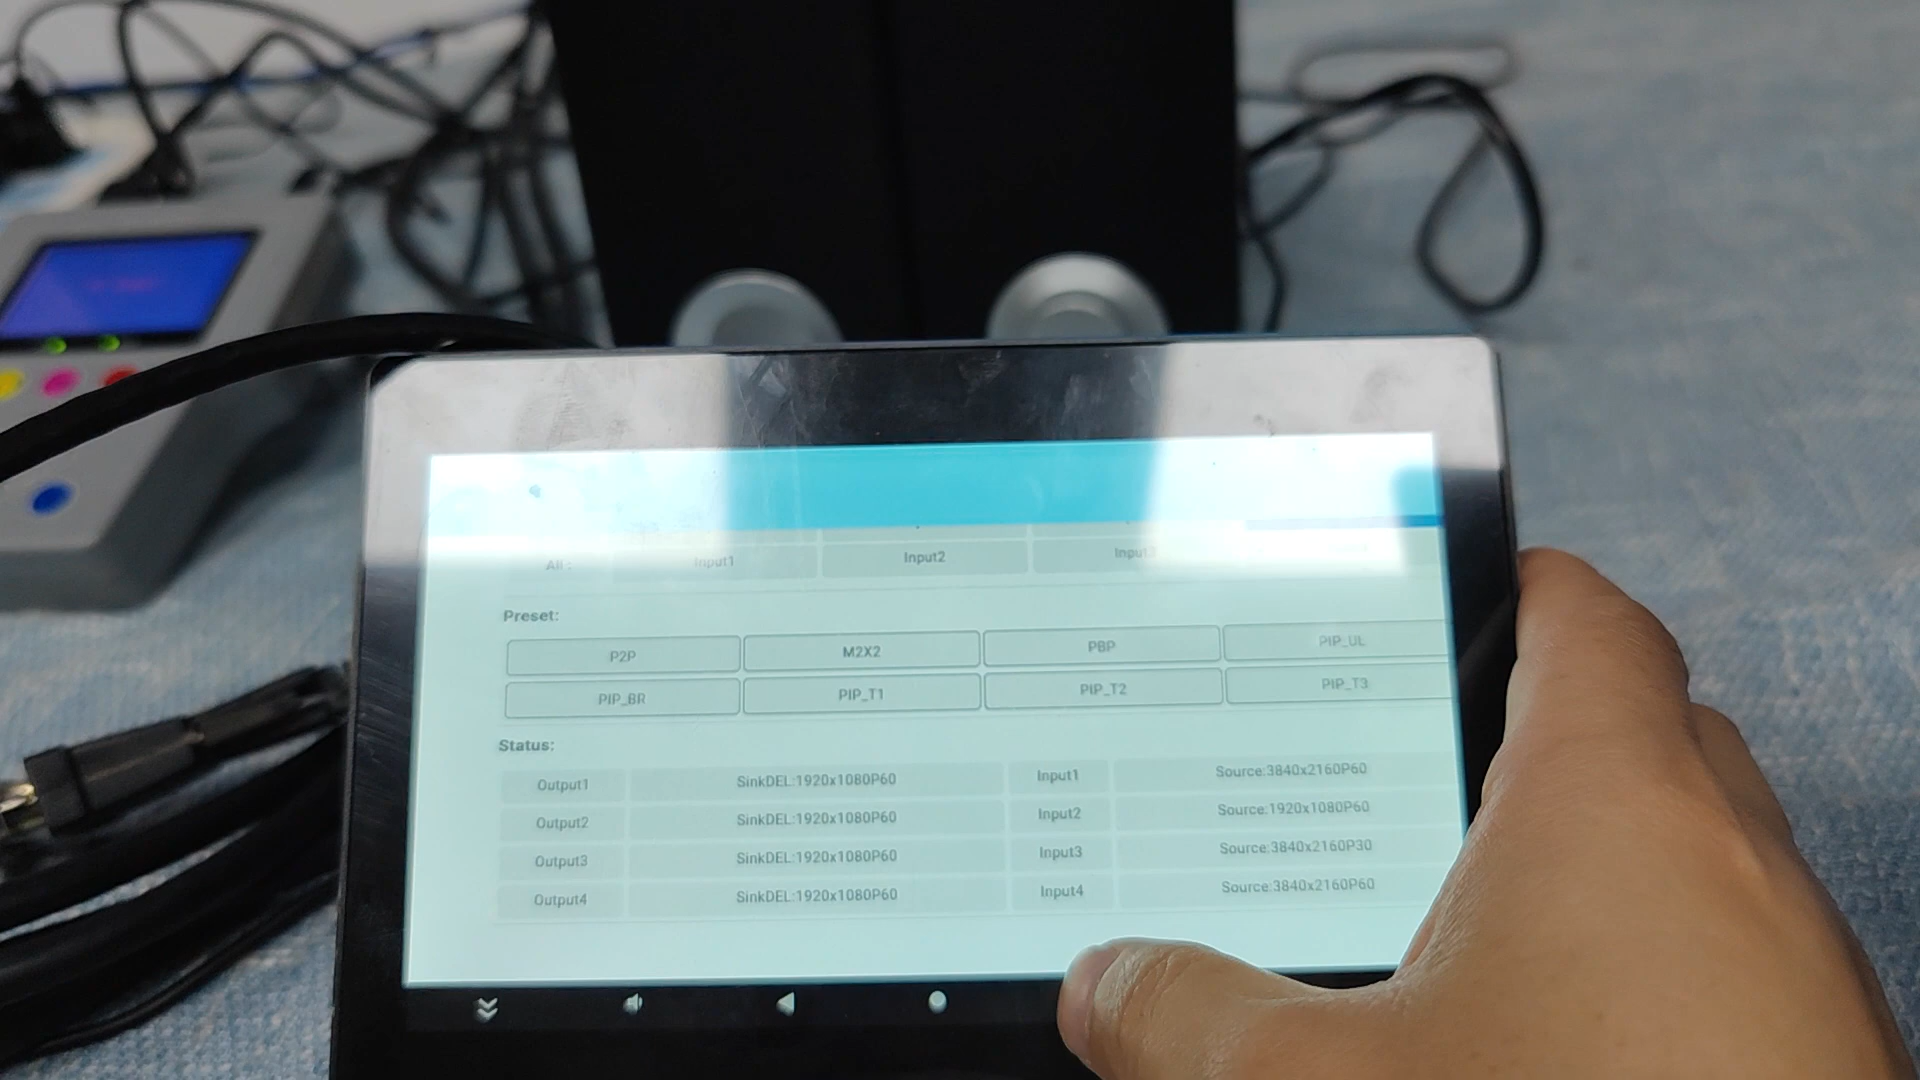 All : Input1 Input2 Input3
Preset:
P2P M2X2 PBP PIP_UL
PIP_BR PIP_T1 PIP_T2 PIP_T3
Status:
Output1 SinkDEL:1920x1080P60 Input1 Source:3840x2160P60
Output2 SinkDEL:1920x1080P60 Input2 Source:1920x1080P60
Output3 SinkDEL:1920x1080P60 Input3 Source:3840x2160P30
Output4 SinkDEL:1920x1080P60 Input4 Source:3840x2160P60